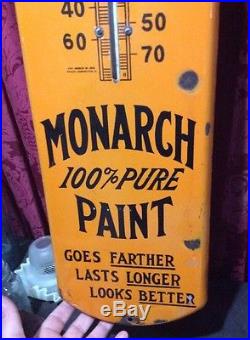 40 50
60 70
MONARCH
100% PURE
PAINT
GOES FARTHER
LASTS LONGER
LOOKS BETTER